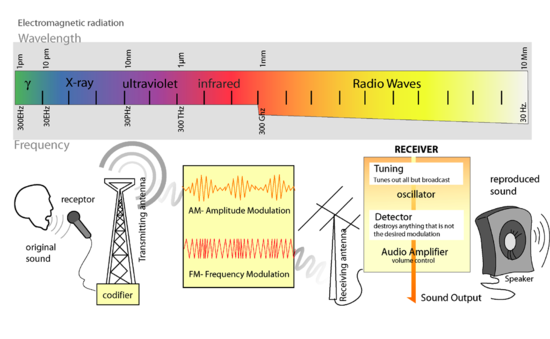 Electromagnetic radiation
Wavelength
1pm
10 pm
10nm
1μm
1mm
10 Mm
γ
X-ray
ultraviolet
infrared
Radio Waves
300EHz
30EHz
30PHz
300 THz
300 Ghz
30 Hz.
Frequency
original
sound
receptor
codifier
Transmitting antenna
AM- Amplitude Modulation
FM- Frequency Modulation
Receiving antenna
RECEIVER
Tuning
Tunes out all but broadcast
oscillator
Detector
destroys anything that is not
the desired modulation
Audio Amplifier
volume control
Sound Output
reproduced
sound
Speaker